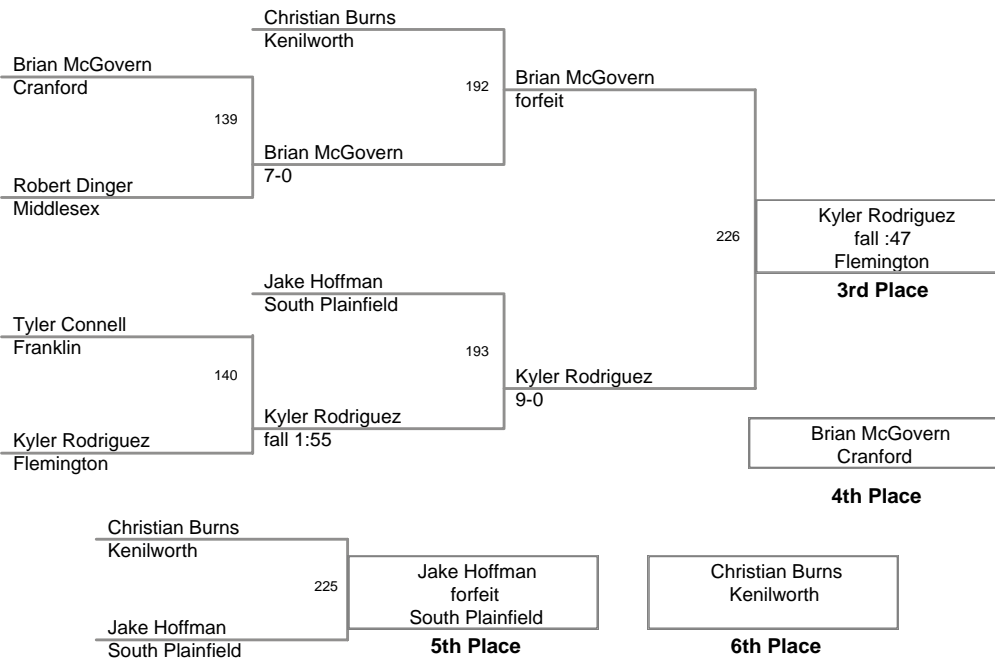 Christian Burns
Kenilworth
Brian McGovern
Cranford
192
Brian McGovern
forfeit
139
Brian McGovern
7-0
Robert Dinger
Middlesex
226
Kyler Rodriguez
fall :47
Flemington
3rd Place
Jake Hoffman
South Plainfield
Tyler Connell
Franklin
193
140
Kyler Rodriguez
9-0
Kyler Rodriguez
fall 1:55
Kyler Rodriguez
Flemington
Brian McGovern
Cranford
4th Place
Christian Burns
Kenilworth
225
Jake Hoffman
South Plainfield
Jake Hoffman
forfeit
South Plainfield
5th Place
Christian Burns
Kenilworth
6th Place